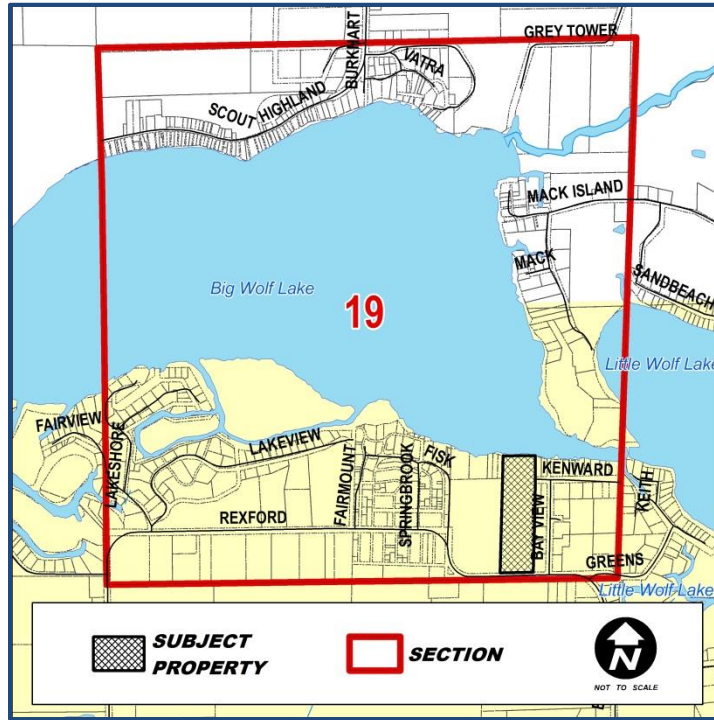 GREY TOWER
BURKHART
VATRA
SCOUT HIGHLAND
MACK ISLAND
MACK
SANDBEACH
Big Wolf Lake
19
Little Wolf Lake
FAIRVIEW
LAKESHORE
LAKEVIEW
FAIRMOUNT
SPRINGBROOK
FISK
KENWARD
KEITH
REXFORD
BAY VIEW
GREENS
Little Wolf Lake
SUBJECT
PROPERTY
SECTION
N
NOT TO SCALE